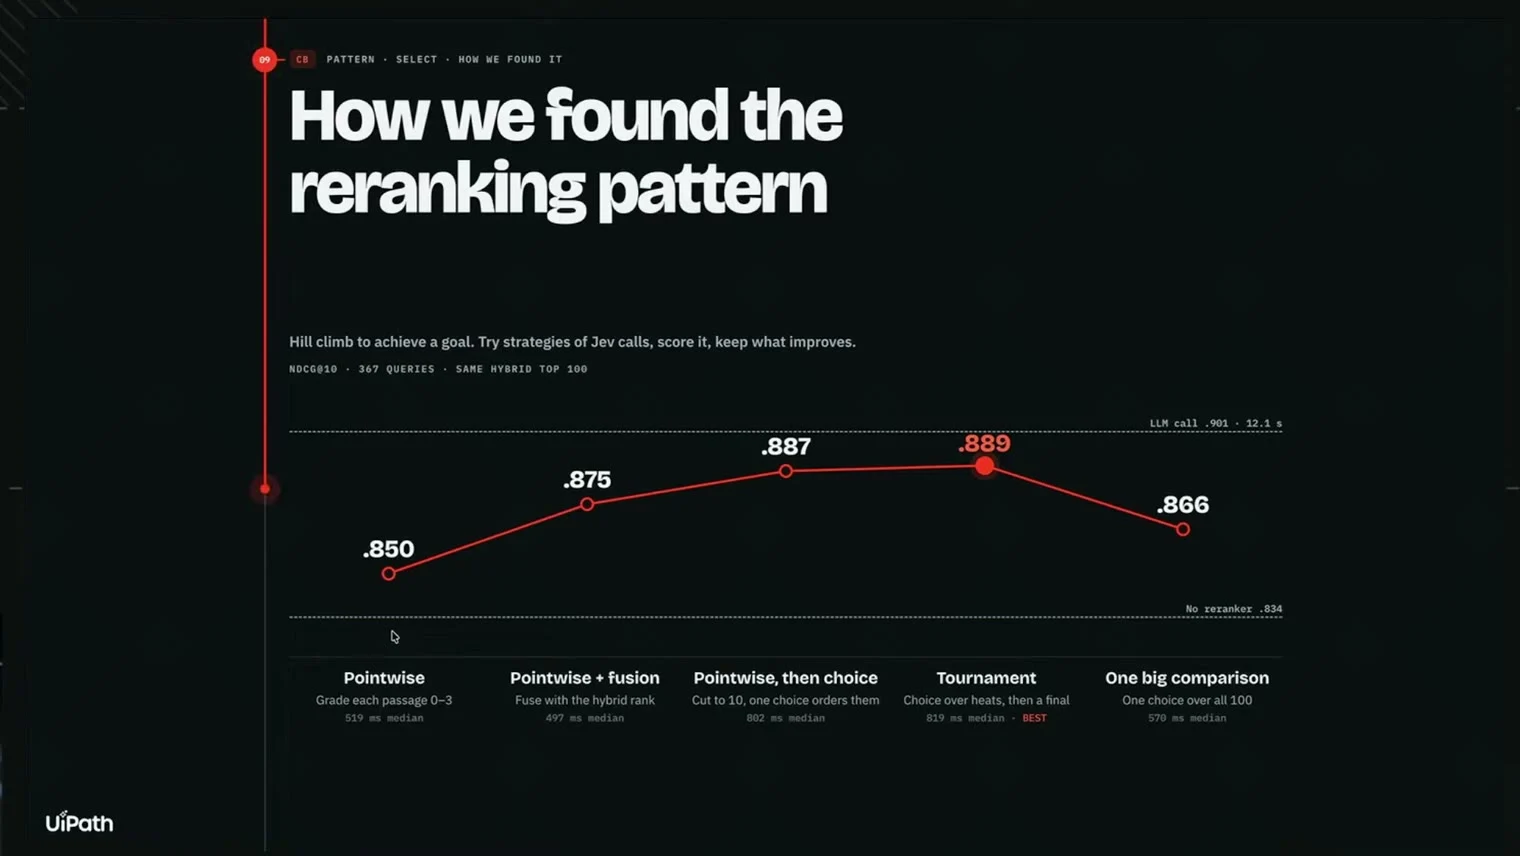 09 CB PATTERN · SELECT · HOW WE FOUND IT
How we found the
reranking pattern
Hill climb to achieve a goal. Try strategies of Jev calls, score it, keep what improves.
NDCG@10 · 367 QUERIES · SAME HYBRID TOP 100
LLM call .901 · 12.1 s
.850
.875
.887
.889
.866
No reranker .834
Pointwise
Grade each passage 0–3
519 ms median
Pointwise + fusion
Fuse with the hybrid rank
497 ms median
Pointwise, then choice
Cut to 10, one choice orders them
802 ms median
Tournament
Choice over heats, then a final
819 ms median · BEST
One big comparison
One choice over all 100
570 ms median
UiPath